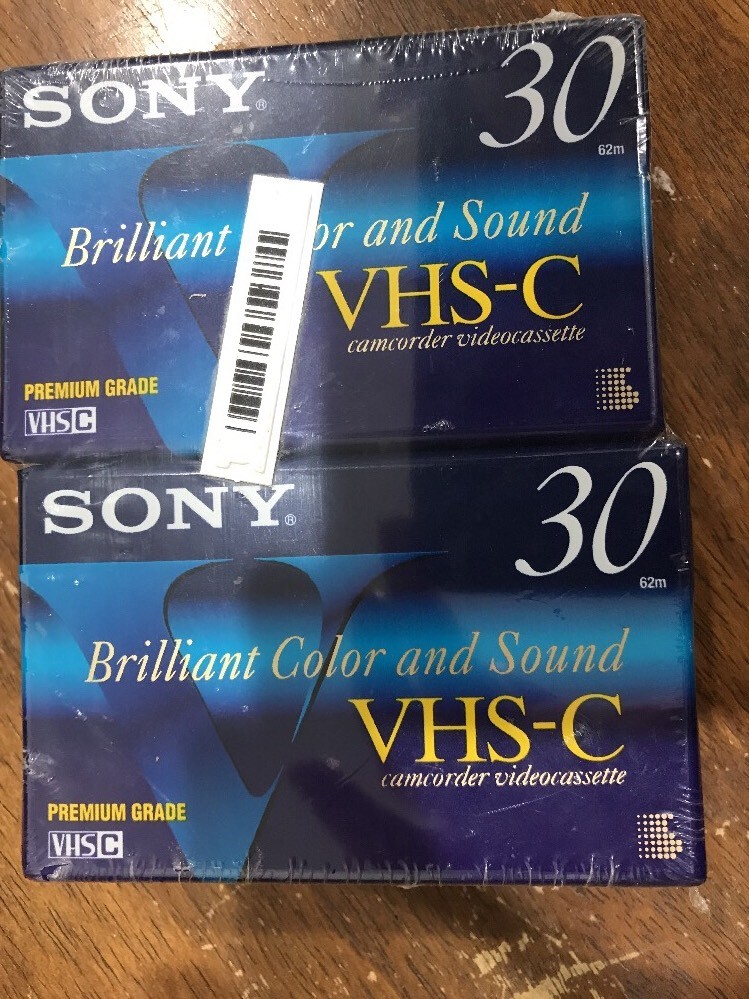 SONY® 30
62m
Brilliant or and Sound
VHS-C
camcorder videocassette
PREMIUM GRADE
VHS C
SONY® 30
62m
Brilliant Color and Sound
VHS-C
camcorder videocassette
PREMIUM GRADE
VHS C